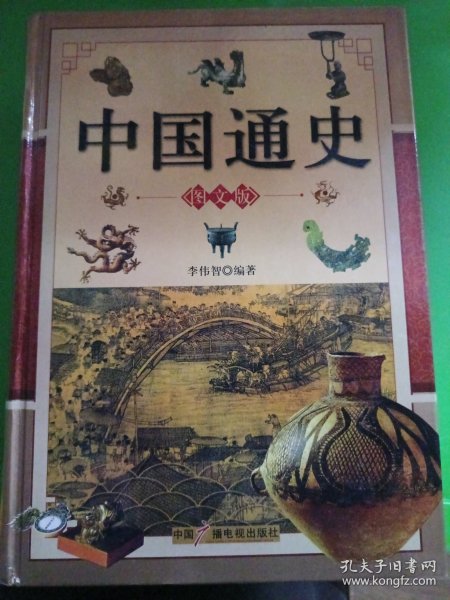 中国通史
图文版
李伟智◎编著
中国广播电视出版社
孔夫子旧书网
www.kongfz.com